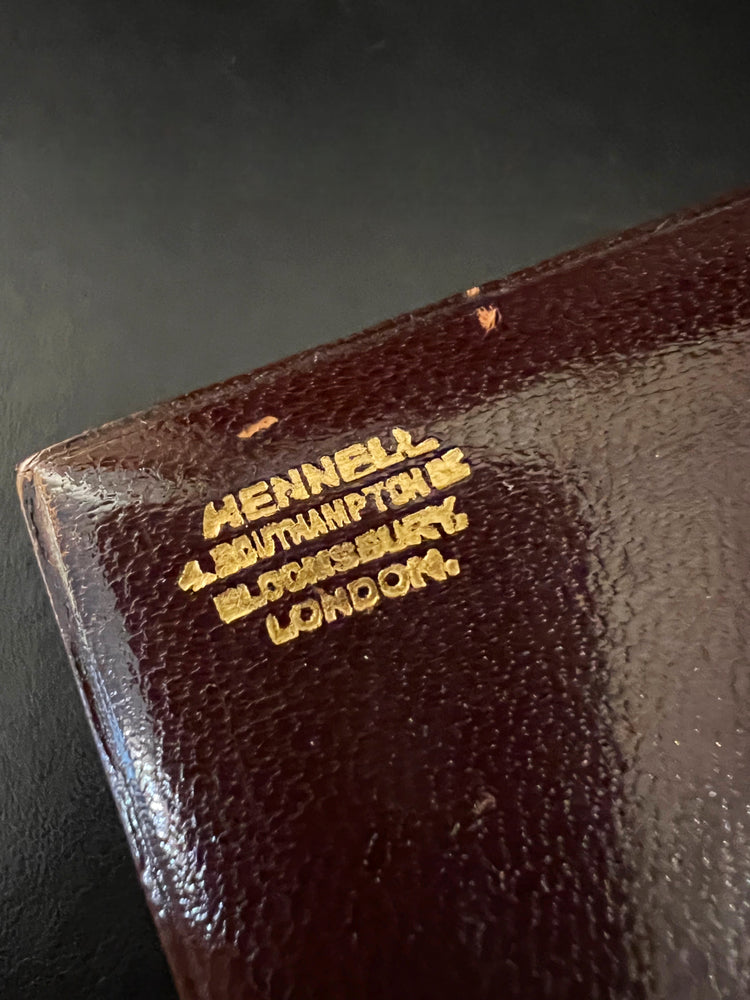 HENNELL
4. SOUTHAMPTON ST
BLOOMSBURY,
LONDON.